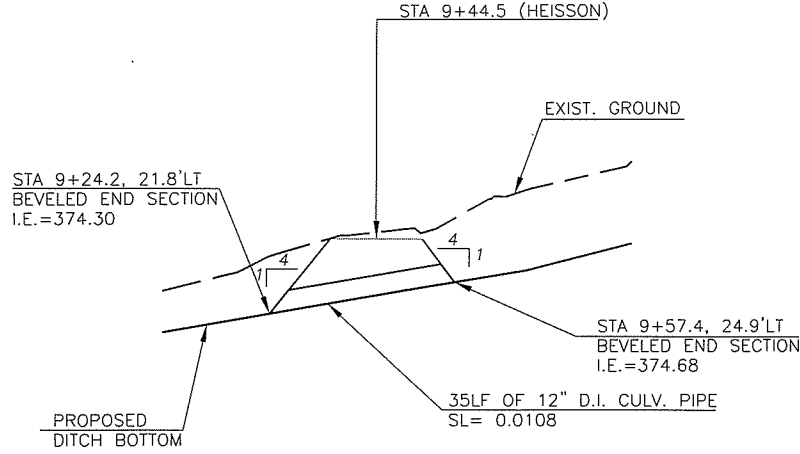 STA 9+44.5 (HEISSON)
EXIST. GROUND
STA 9+24.2, 21.8'LT
BEVELED END SECTION
I.E.=374.30
4
1
4
1
STA 9+57.4, 24.9'LT
BEVELED END SECTION
I.E.=374.68
35LF OF 12" D.I. CULV. PIPE
SL= 0.0108
PROPOSED
DITCH BOTTOM